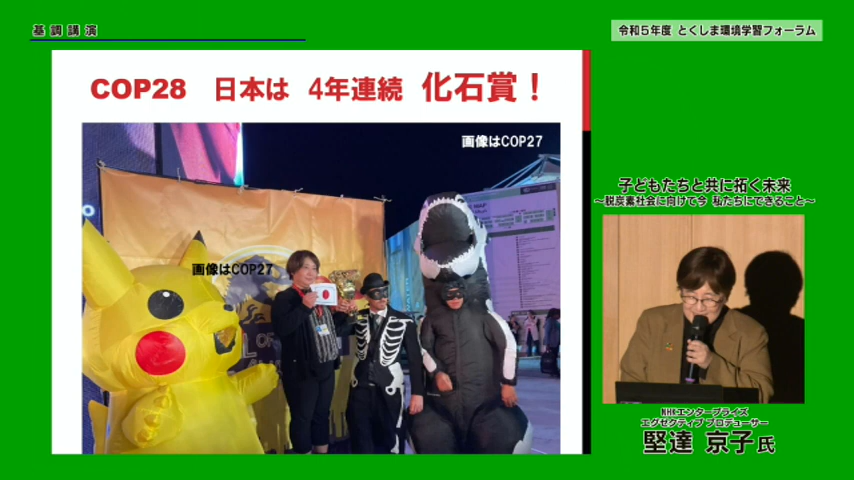 基調講演
令和5年度 とくしま環境学習フォーラム
COP28 日本は 4年連続 化石賞！
画像はCOP27
画像はCOP27
子どもたちと共に拓く未来
～脱炭素社会に向けて今 私たちにできること～
NHKエンタープライズ
エグゼクティブ プロデューサー
堅達 京子氏